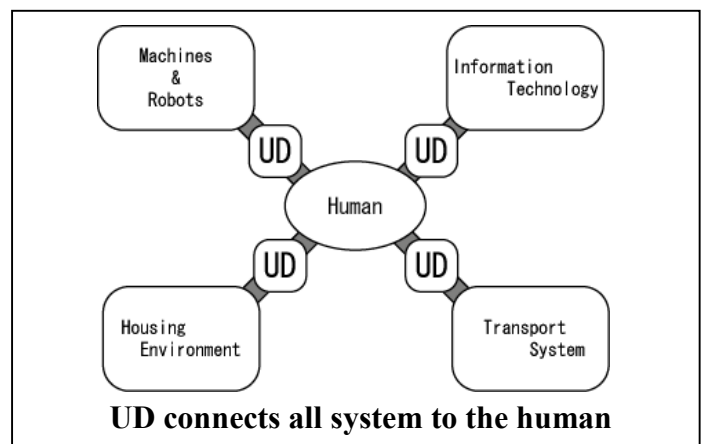 Machines
&
Robots
Information
Technology
UD
UD
Human
UD
UD
Housing
Environment
Transport
System
UD connects all system to the human